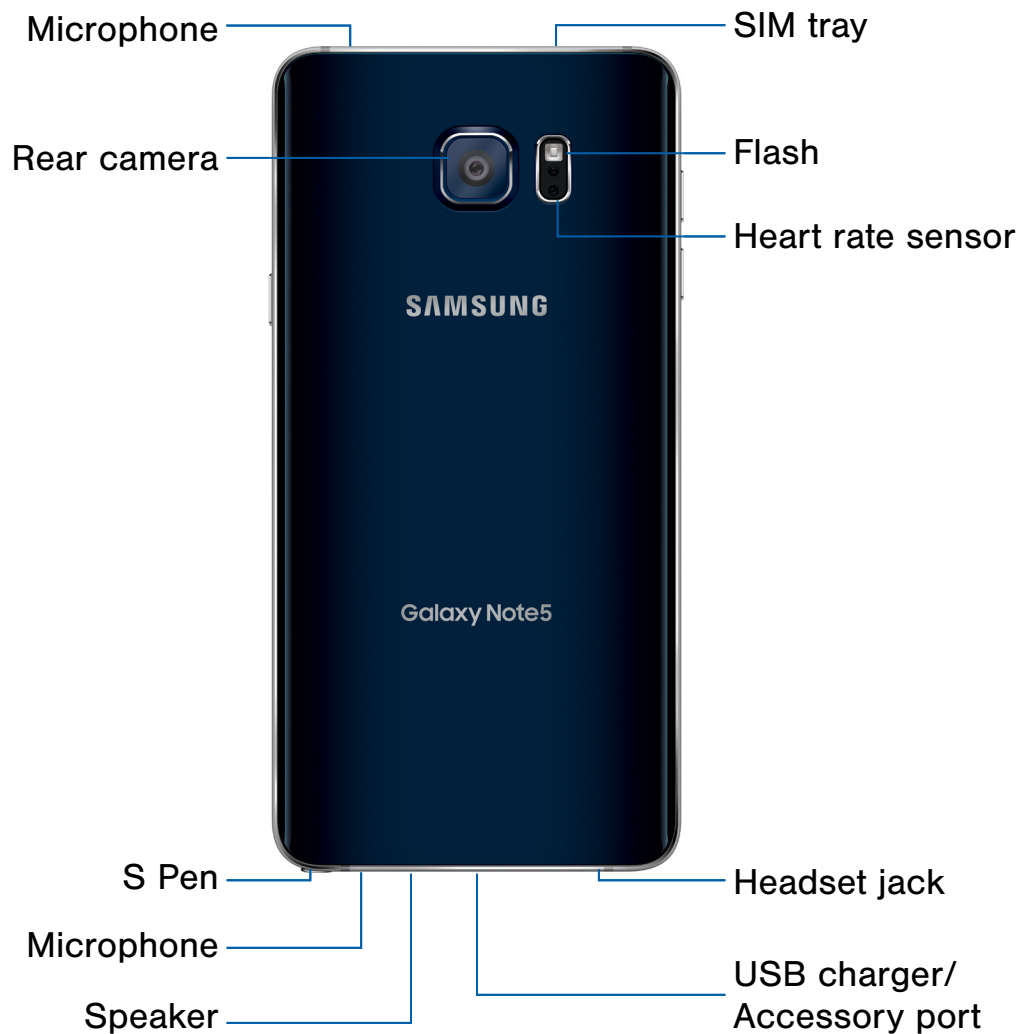 Microphone
SIM tray
Rear camera
Flash
Heart rate sensor
SAMSUNG
Galaxy Note5
S Pen
Headset jack
Microphone
USB charger/
Accessory port
Speaker